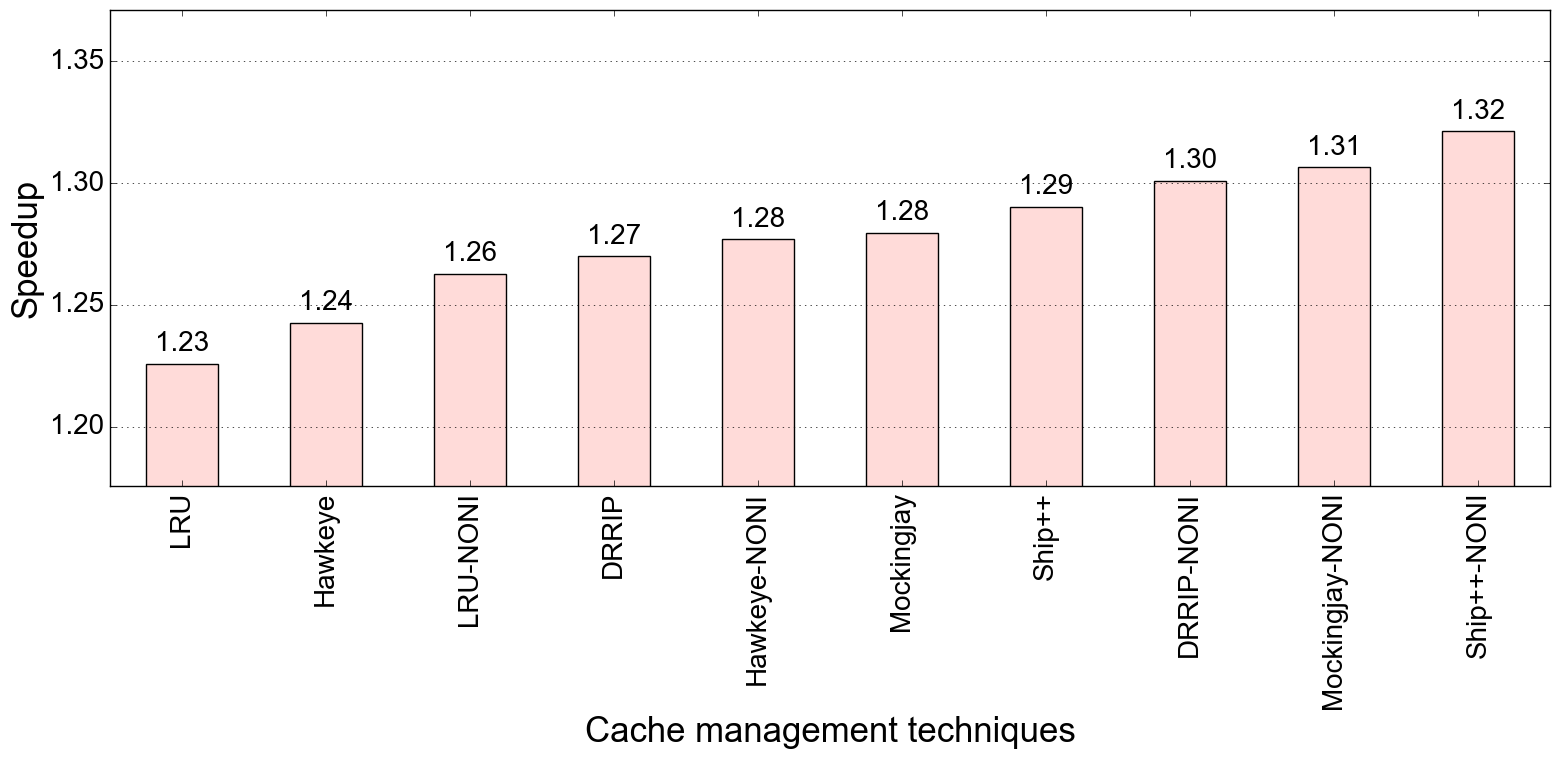 1.35
1.30
1.25
1.20
Speedup
1.23
1.24
1.26
1.27
1.28
1.28
1.29
1.30
1.31
1.32
LRU
Hawkeye
LRU-NONI
DRRIP
Hawkeye-NONI
Mockingjay
Ship++
DRRIP-NONI
Mockingjay-NONI
Ship++-NONI
Cache management techniques